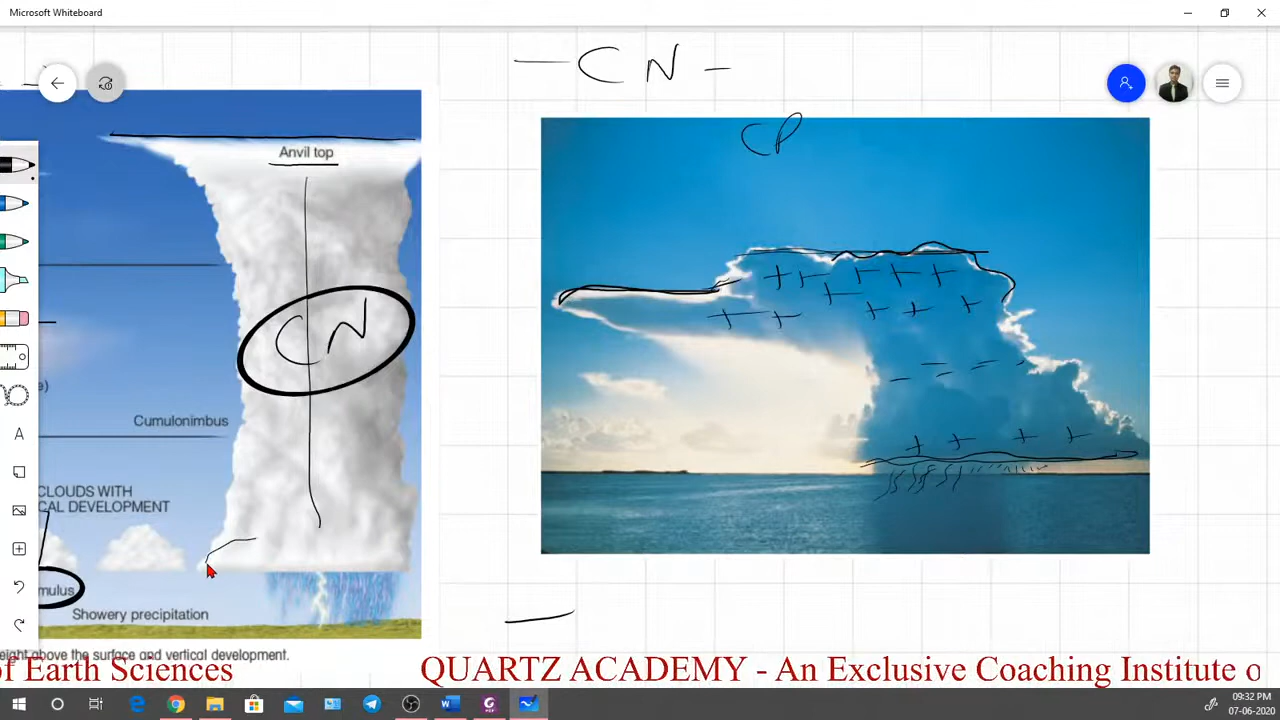 Microsoft Whiteboard
- CN -
CP
Anvil top
CN
e)
Cumulonimbus
CLOUDS WITH
CAL DEVELOPMENT
mulus
Showery precipitation
eight above the surface and vertical development.
of Earth Sciences QUARTZ ACADEMY - An Exclusive Coaching Institute o
A
+ + + + +
+ + + +
+ +
- - - -
+ + + +
09:32 PM
07-06-2020